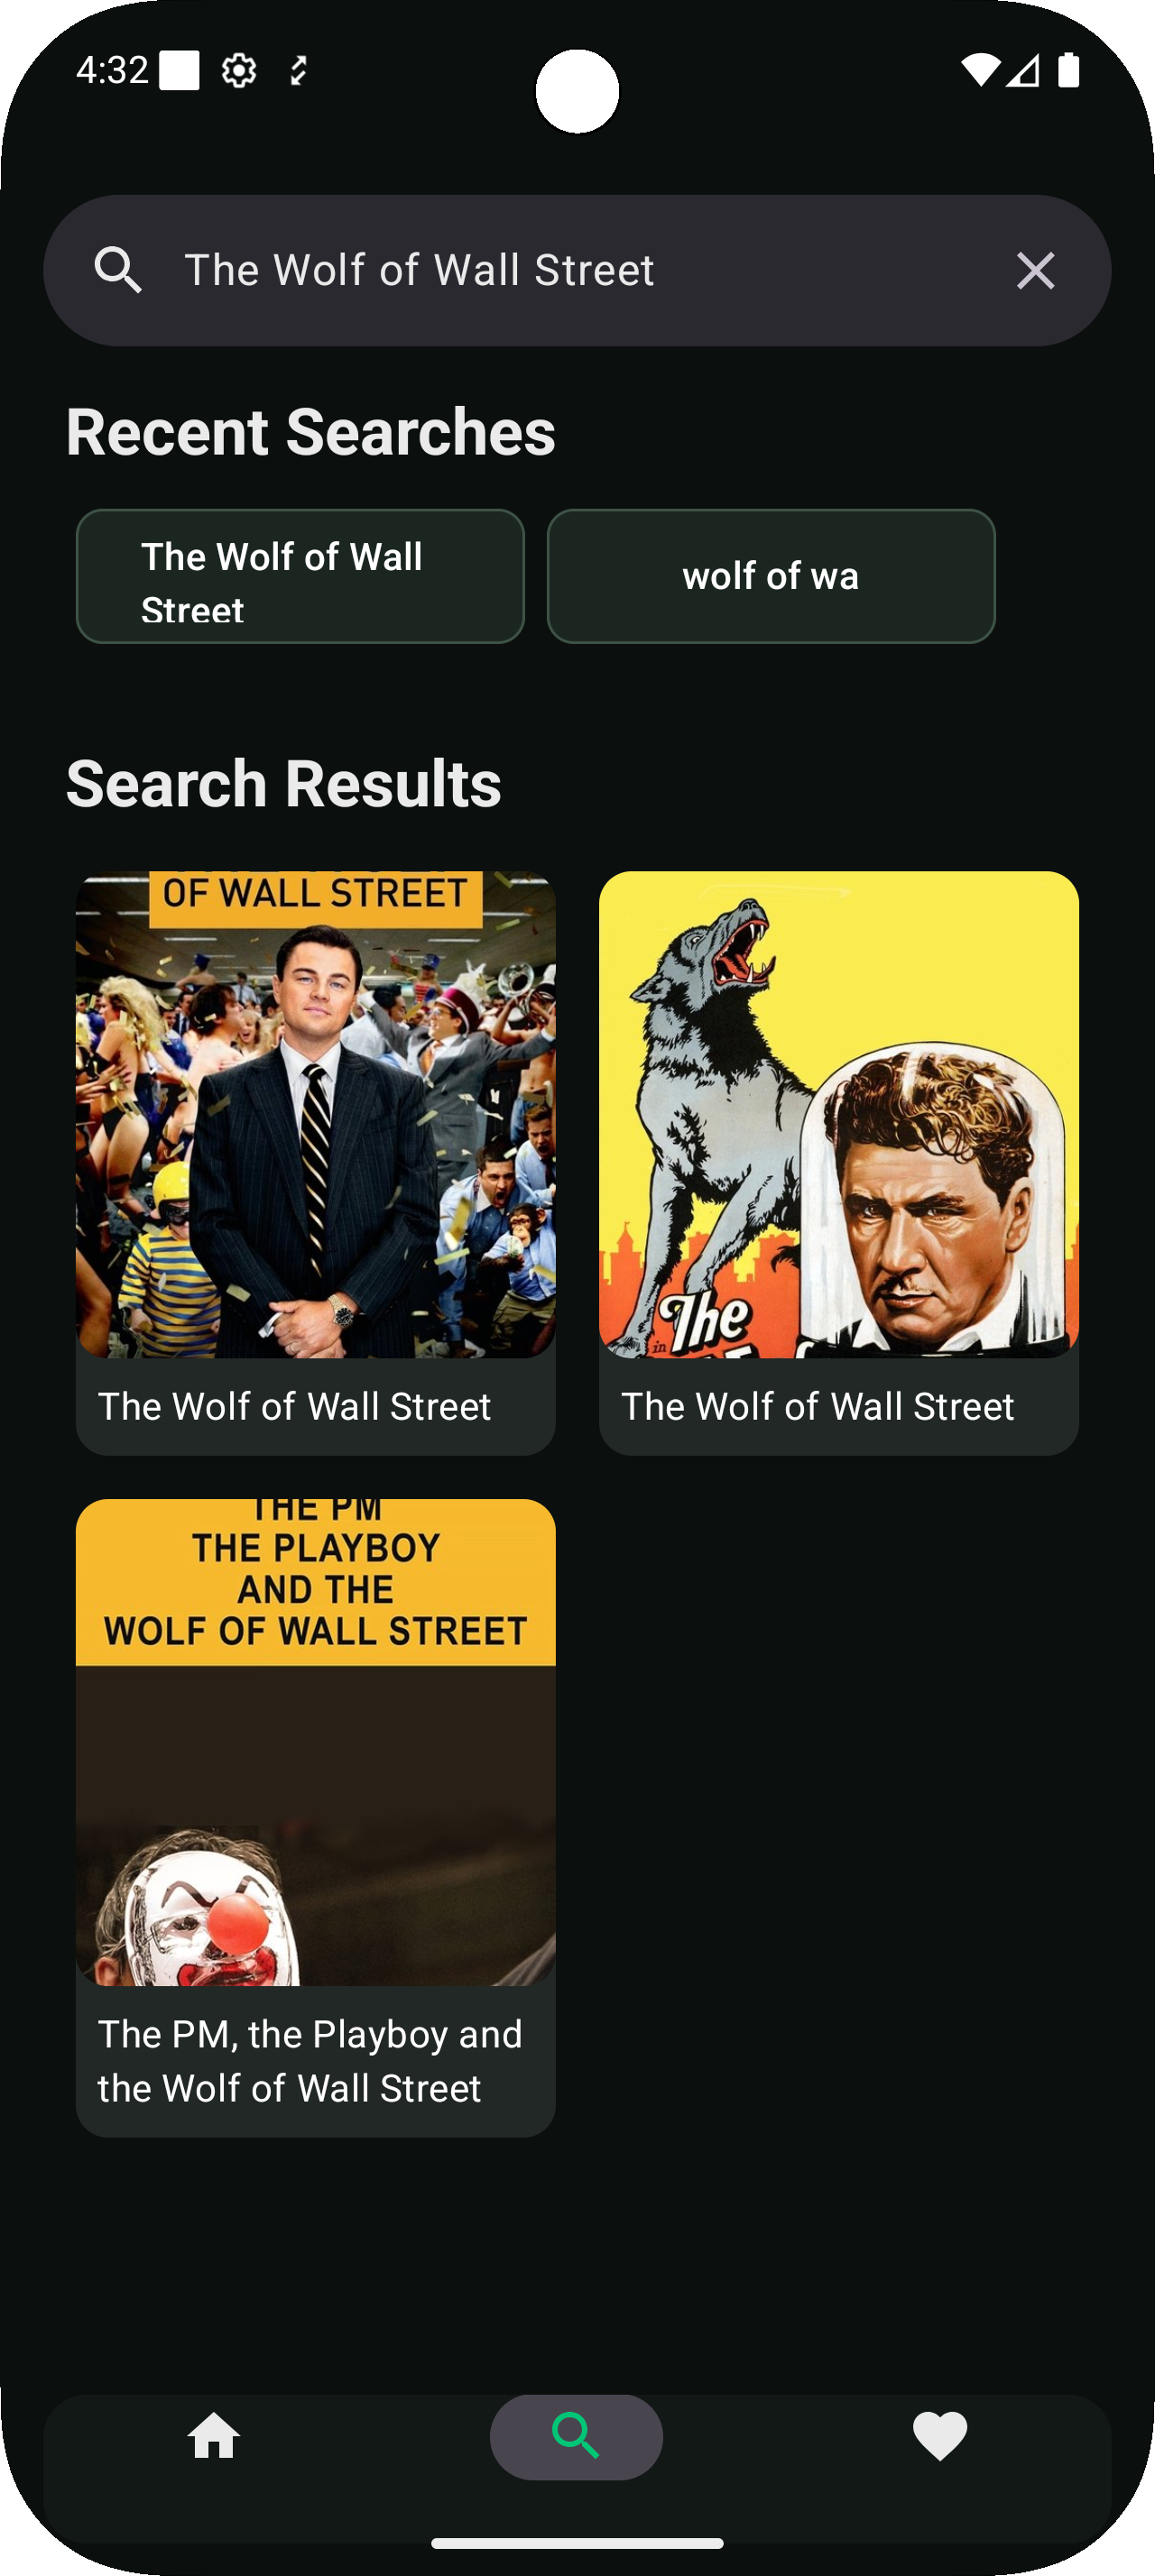 4:32
The Wolf of Wall Street
Recent Searches
The Wolf of Wall
Street
wolf of wa
Search Results
OF WALL STREET
in The
The Wolf of Wall Street
The Wolf of Wall Street
THE PM
THE PLAYBOY
AND THE
WOLF OF WALL STREET
The PM, the Playboy and
the Wolf of Wall Street